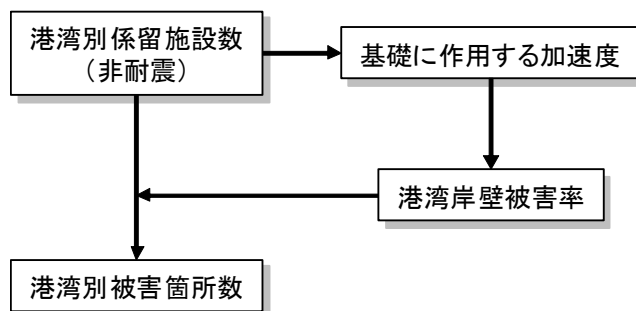 港湾別係留施設数
（非耐震）
基礎に作用する加速度
港湾岸壁被害率
港湾別被害箇所数